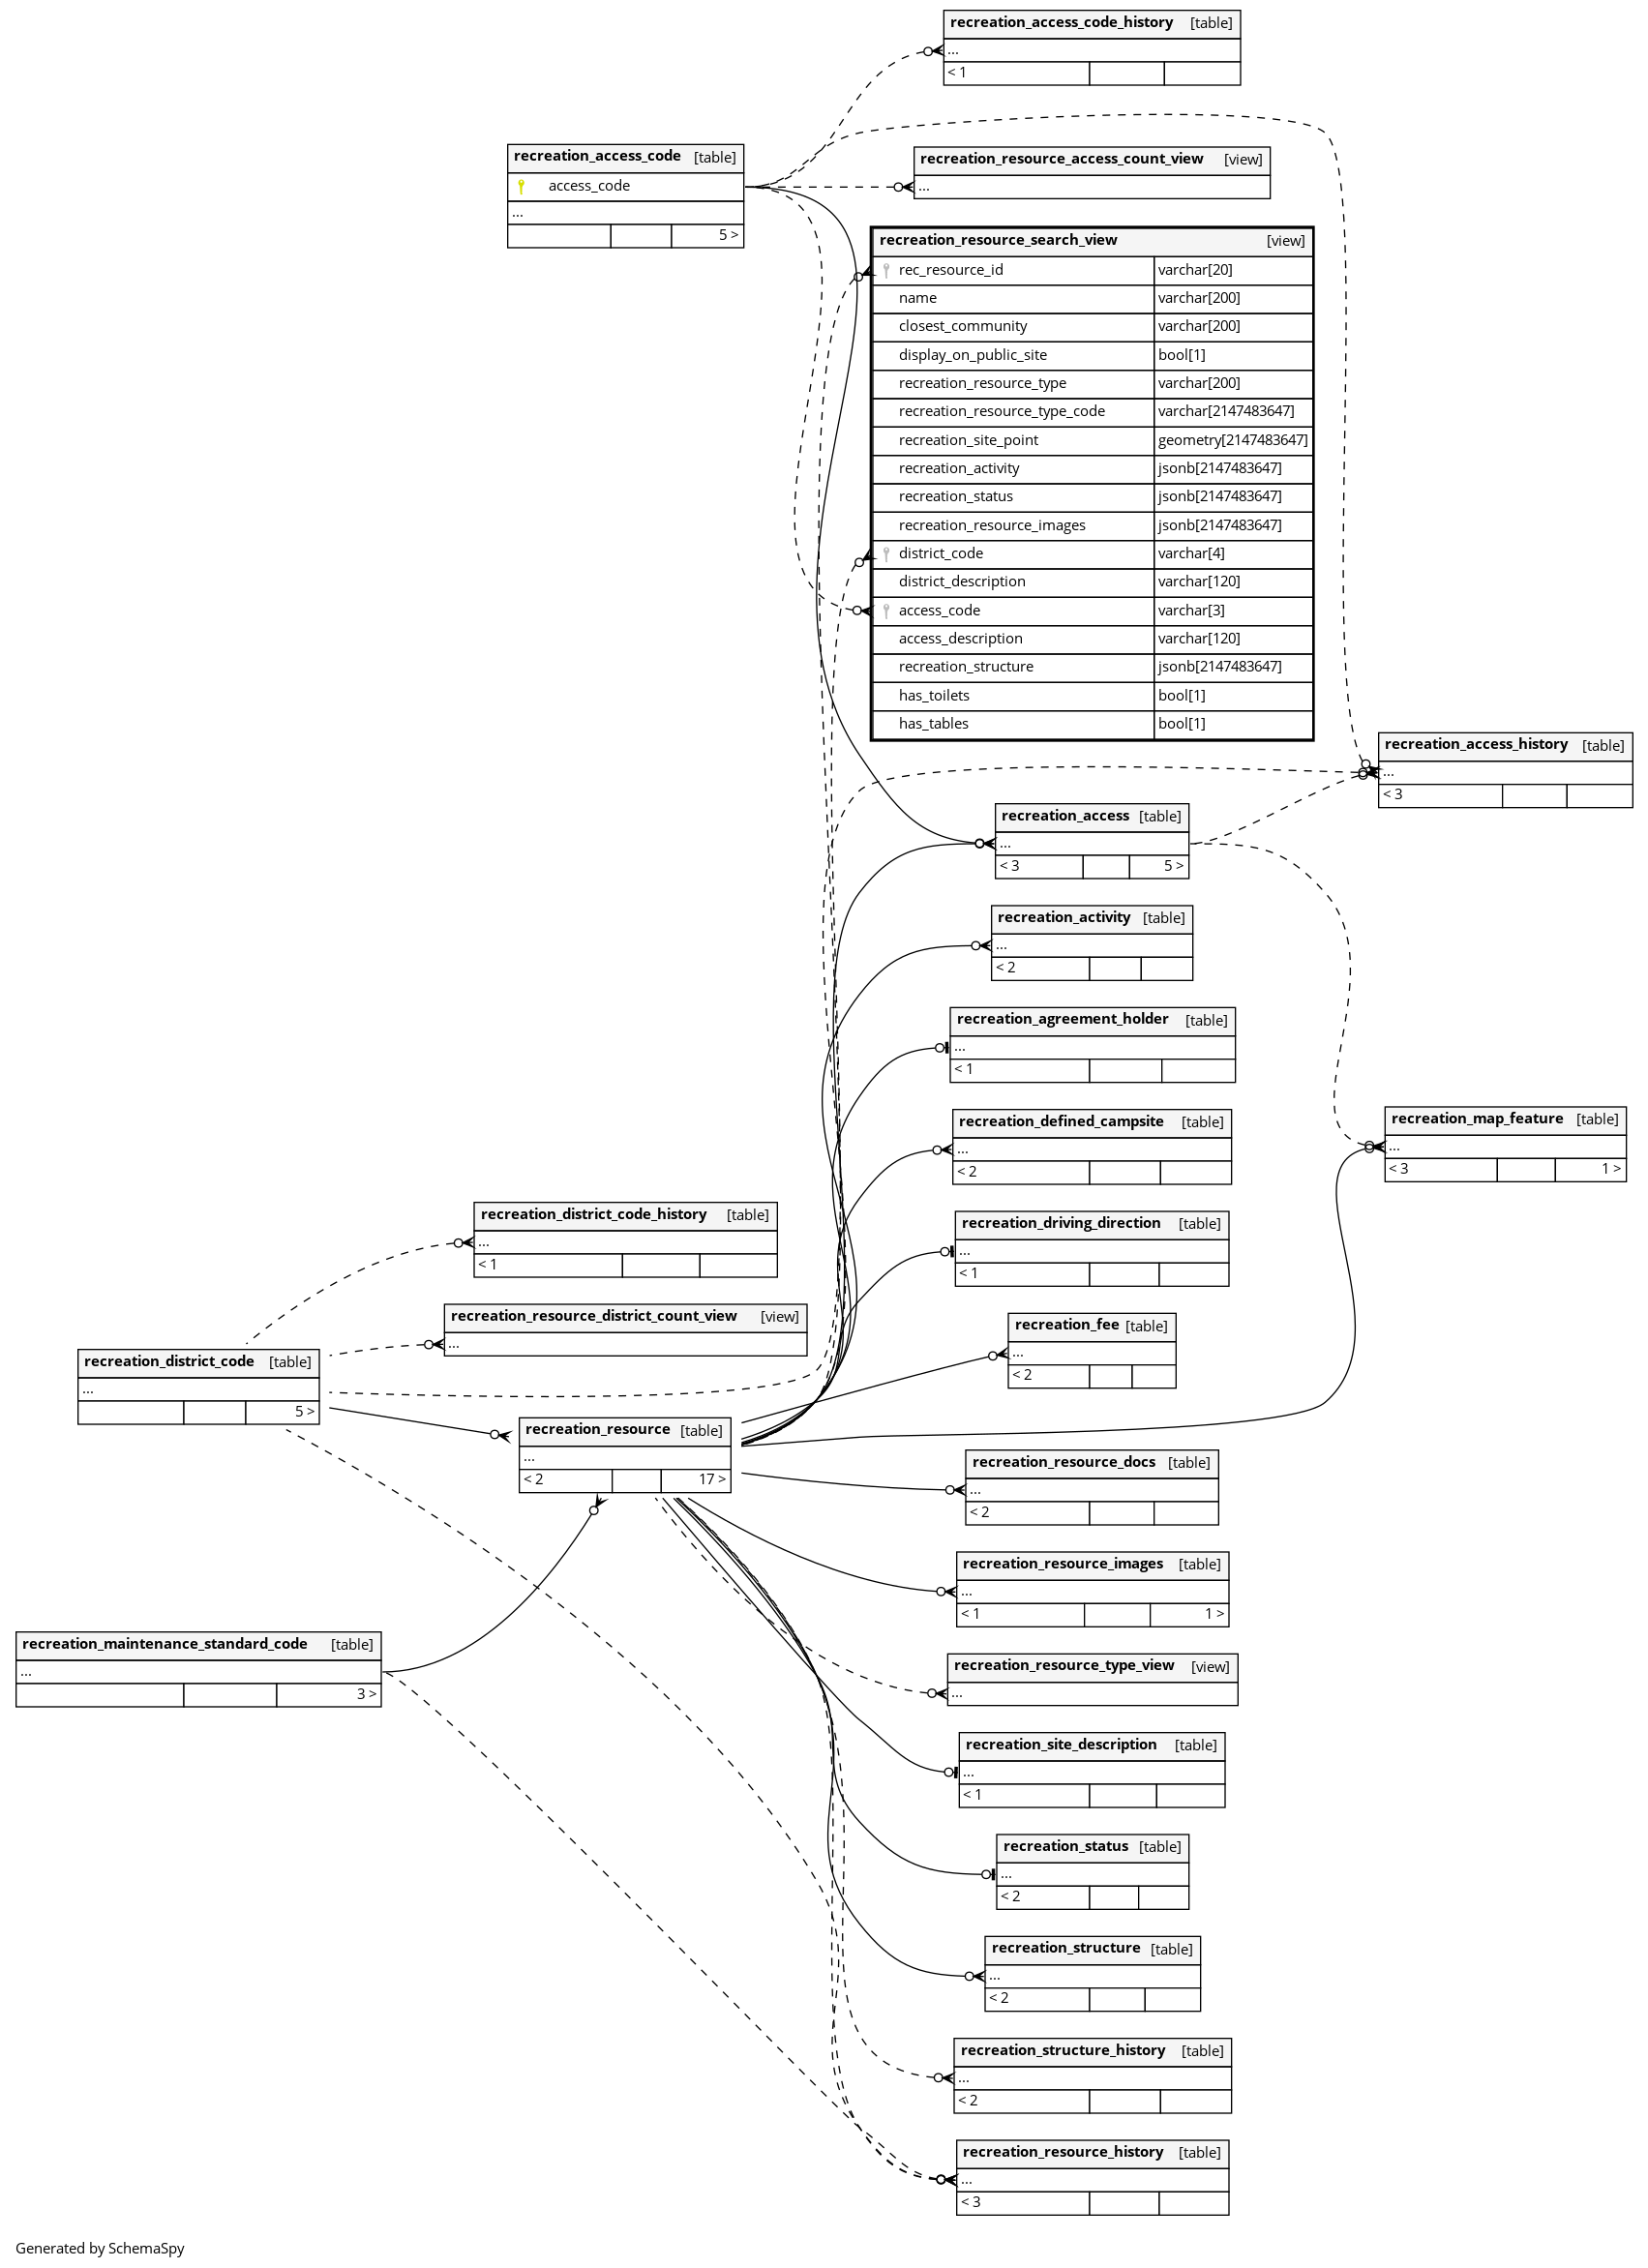 recreation_access_code_history [table]
...
< 1
recreation_access_code [table]
access_code
...
5 >
recreation_resource_access_count_view [view]
...
recreation_resource_search_view [view]
rec_resource_id varchar[20]
name varchar[200]
closest_community varchar[200]
display_on_public_site bool[1]
recreation_resource_type varchar[200]
recreation_resource_type_code varchar[2147483647]
recreation_site_point geometry[2147483647]
recreation_activity jsonb[2147483647]
recreation_status jsonb[2147483647]
recreation_resource_images jsonb[2147483647]
district_code varchar[4]
district_description varchar[120]
access_code varchar[3]
access_description varchar[120]
recreation_structure jsonb[2147483647]
has_toilets bool[1]
has_tables bool[1]
recreation_access_history [table]
...
< 3
recreation_access [table]
...
< 3 5 >
recreation_activity [table]
...
< 2
recreation_agreement_holder [table]
...
< 1
recreation_defined_campsite [table]
...
< 2
recreation_map_feature [table]
...
< 3 1 >
recreation_district_code_history [table]
...
< 1
recreation_driving_direction [table]
...
< 1
recreation_resource_district_count_view [view]
...
recreation_fee [table]
...
< 2
recreation_district_code [table]
...
5 >
recreation_resource [table]
...
< 2 17 >
recreation_resource_docs [table]
...
< 2
recreation_resource_images [table]
...
< 1 1 >
recreation_maintenance_standard_code [table]
...
3 >
recreation_resource_type_view [view]
...
recreation_site_description [table]
...
< 1
recreation_status [table]
...
< 2
recreation_structure [table]
...
< 2
recreation_structure_history [table]
...
< 2
recreation_resource_history [table]
...
< 3
Generated by SchemaSpy